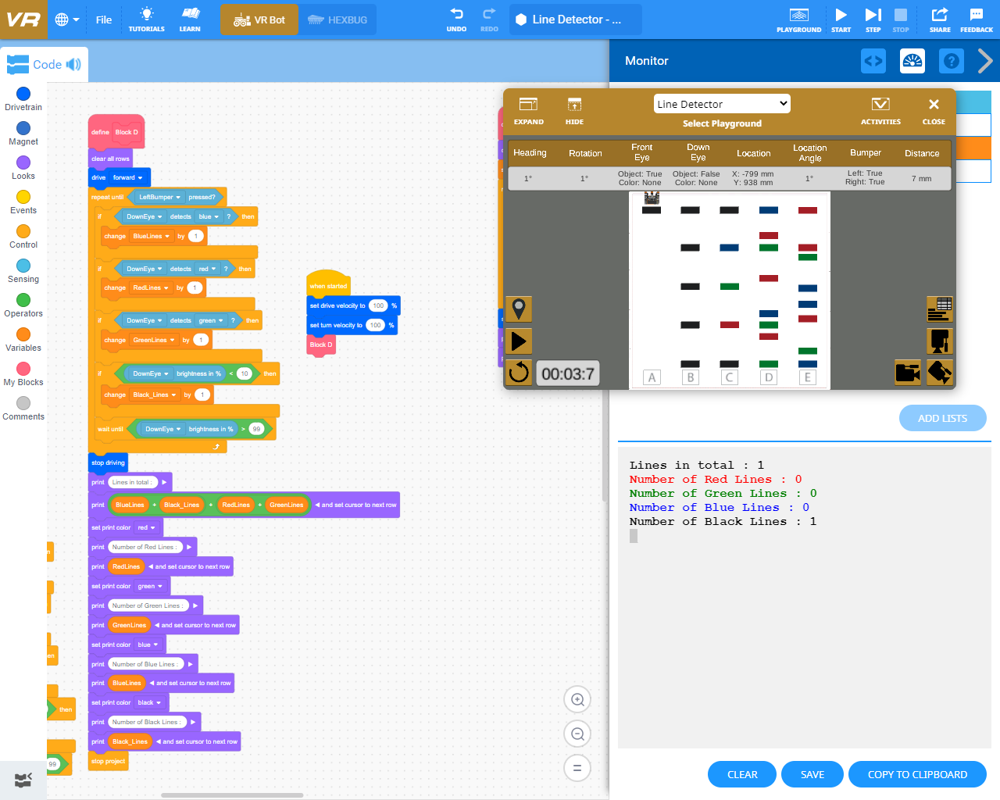 VR
File
TUTORIALS
LEARN
VR Bot
HEXBUG
UNDO
REDO
Line Detector - ...
PLAYGROUND
START
STEP
STOP
SHARE
FEEDBACK
Code
Monitor
<>
?
Drivetrain
Magnet
Looks
Events
Control
Sensing
Operators
Variables
My Blocks
Comments
define Block D
clear all rows
drive forward
repeat until LeftBumper pressed?
if DownEye detects blue ? then
change BlueLines by 1
if DownEye detects red ? then
change RedLines by 1
if DownEye detects green ? then
change GreenLines by 1
if DownEye brightness in % < 10 then
change Black_Lines by 1
wait until DownEye brightness in % > 99
stop driving
print Lines in total :
print BlueLines + Black_Lines + RedLines + GreenLines and set cursor to next row
set print color red
print Number of Red Lines :
print RedLines and set cursor to next row
set print color green
print Number of Green Lines :
print GreenLines and set cursor to next row
set print color blue
print Number of Blue Lines :
print BlueLines and set cursor to next row
set print color black
print Number of Black Lines :
print Black_Lines and set cursor to next row
stop project
then
99
when started
set drive velocity to 100 %
set turn velocity to 100 %
Block D
EXPAND
HIDE
Line Detector
Select Playground
ACTIVITIES
CLOSE
Heading Rotation Front Eye Down Eye Location Location Angle Bumper Distance
1° 1° Object: True Color: None Object: False Color: None X: -799 mm Y: 938 mm 1° Left: True Right: True 7 mm
A B C D E
00:03:7
ADD LISTS
Lines in total : 1
Number of Red Lines : 0
Number of Green Lines : 0
Number of Blue Lines : 0
Number of Black Lines : 1
CLEAR
SAVE
COPY TO CLIPBOARD